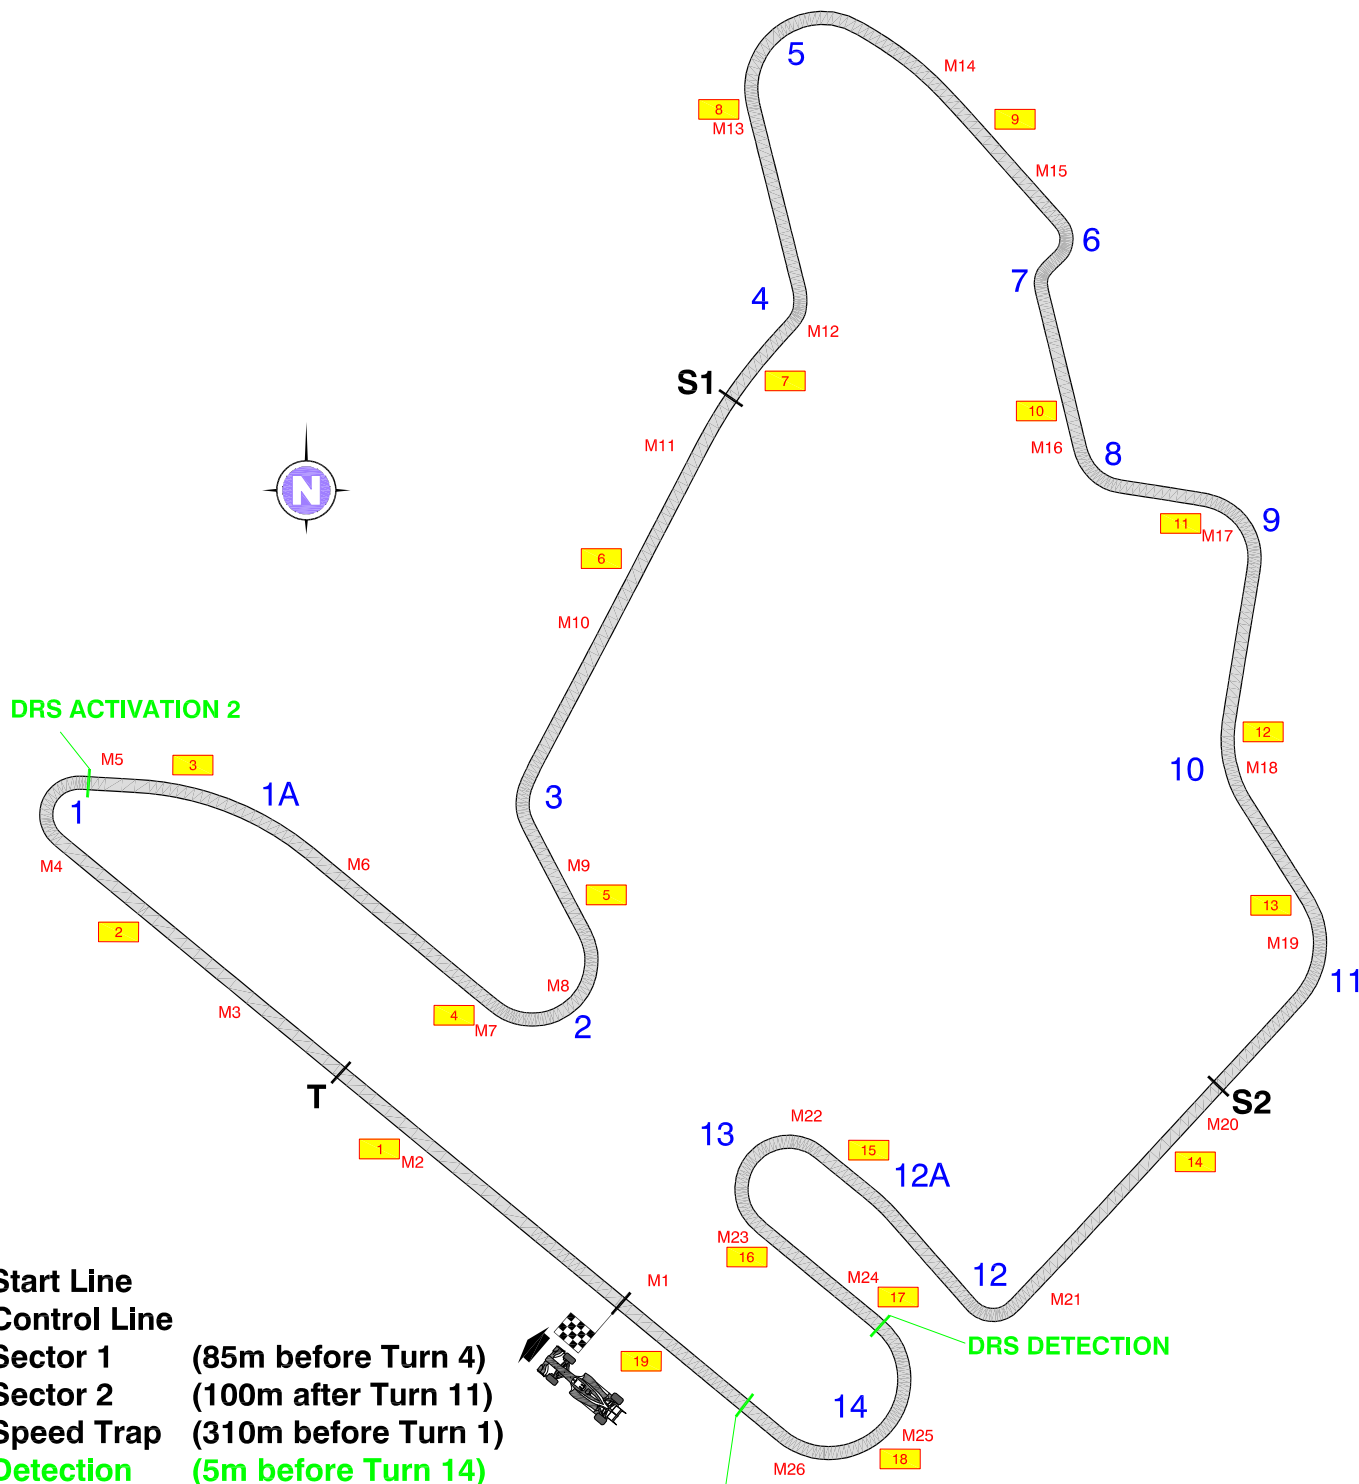 5
M14
8
M13
9
M15
6
7
4
M12
S1
7
10
M11
M16
8
N
11
M17
9
6
M10
DRS ACTIVATION 2
M5
3
1
1A
3
12
10
M18
M4
M6
M9
5
2
13
M19
M8
11
M3
4
M7
2
T
S2
M20
M22
13
15
12A
14
1
M2
M23
16
M24
12
M1
17
M21
DRS DETECTION
19
14
M25
18
M26
Start Line
Control Line
Sector 1 (85m before Turn 4)
Sector 2 (100m after Turn 11)
Speed Trap (310m before Turn 1)
Detection (5m before Turn 14)